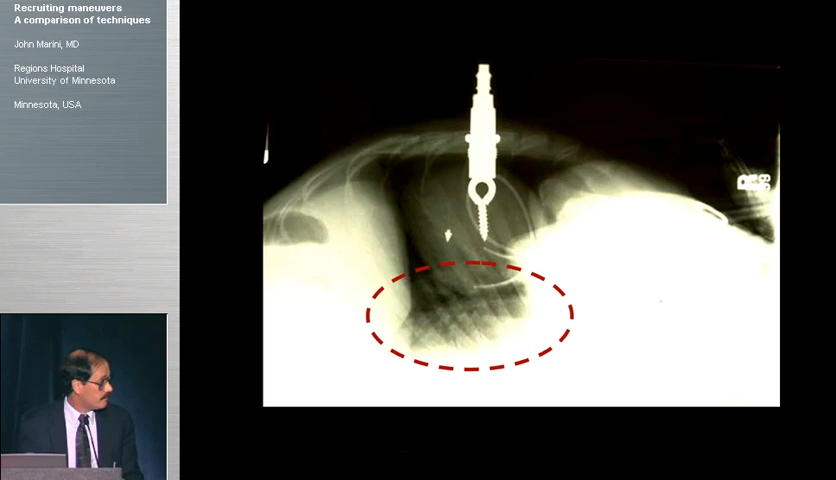 Recruiting maneuvers
A comparison of techniques
John Marini, MD
Regions Hospital
University of Minnesota
Minnesota, USA